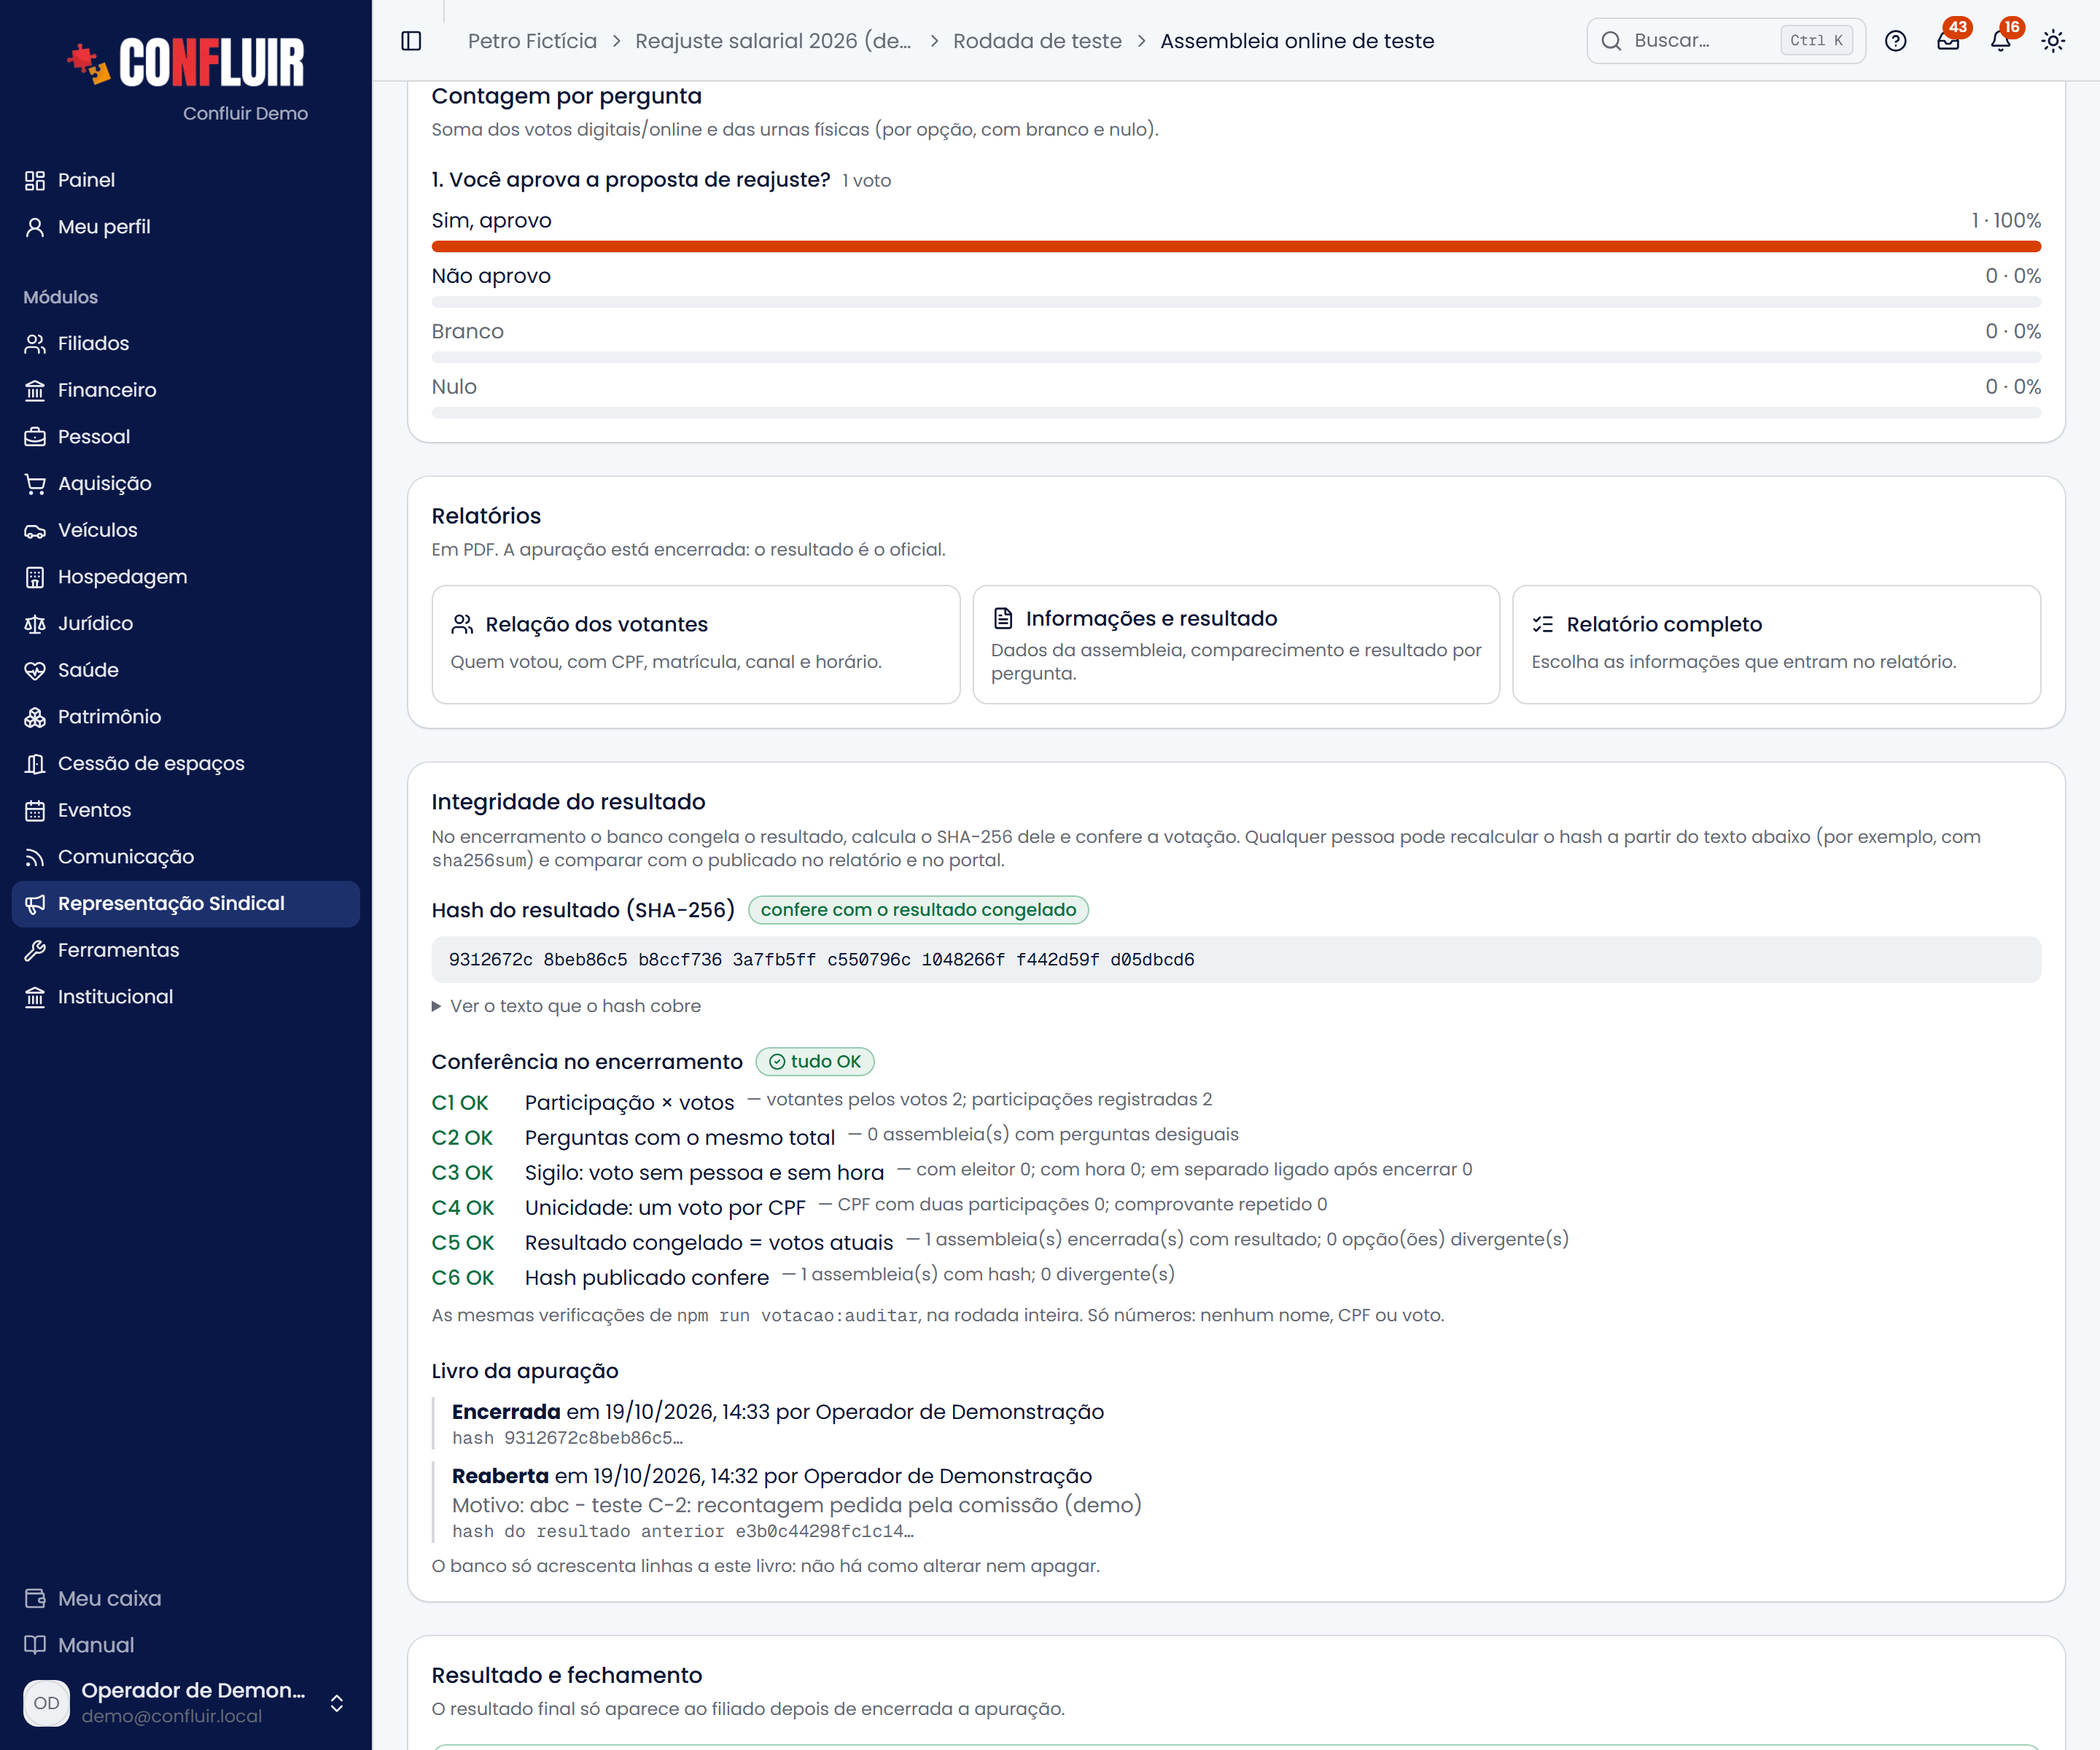 CONFLUIR
Confluir Demo
Painel
Meu perfil
Módulos
Filiados
Financeiro
Pessoal
Aquisição
Veículos
Hospedagem
Jurídico
Saúde
Patrimônio
Cessão de espaços
Eventos
Comunicação
Representação Sindical
Ferramentas
Institucional
Meu caixa
Manual
OD
Operador de Demon...
demo@confluir.local
Petro Fictícia > Reajuste salarial 2026 (de... > Rodada de teste > Assembleia online de teste
Buscar... Ctrl K
43
16
Contagem por pergunta
Soma dos votos digitais/online e das urnas físicas (por opção, com branco e nulo).
1. Você aprova a proposta de reajuste? 1 voto
Sim, aprovo 1 · 100%
Não aprovo 0 · 0%
Branco 0 · 0%
Nulo 0 · 0%
Relatórios
Em PDF. A apuração está encerrada: o resultado é o oficial.
Relação dos votantes
Quem votou, com CPF, matrícula, canal e horário.
Informações e resultado
Dados da assembleia, comparecimento e resultado por
pergunta.
Relatório completo
Escolha as informações que entram no relatório.
Integridade do resultado
No encerramento o banco congela o resultado, calcula o SHA-256 dele e confere a votação. Qualquer pessoa pode recalcular o hash a partir do texto abaixo (por exemplo, com
sha256sum) e comparar com o publicado no relatório e no portal.
Hash do resultado (SHA-256) confere com o resultado congelado
9312672c 8beb86c5 b8ccf736 3a7fb5ff c550796c 1048266f f442d59f d05dbcd6
Ver o texto que o hash cobre
Conferência no encerramento tudo OK
C1 OK Participação × votos — votantes pelos votos 2; participações registradas 2
C2 OK Perguntas com o mesmo total — 0 assembleia(s) com perguntas desiguais
C3 OK Sigilo: voto sem pessoa e sem hora — com eleitor 0; com hora 0; em separado ligado após encerrar 0
C4 OK Unicidade: um voto por CPF — CPF com duas participações 0; comprovante repetido 0
C5 OK Resultado congelado = votos atuais — 1 assembleia(s) encerrada(s) com resultado; 0 opção(ões) divergente(s)
C6 OK Hash publicado confere — 1 assembleia(s) com hash; 0 divergente(s)
As mesmas verificações de npm run votacao:auditar, na rodada inteira. Só números: nenhum nome, CPF ou voto.
Livro da apuração
Encerrada em 19/10/2026, 14:33 por Operador de Demonstração
hash 9312672c8beb86c5…
Reaberta em 19/10/2026, 14:32 por Operador de Demonstração
Motivo: abc - teste C-2: recontagem pedida pela comissão (demo)
hash do resultado anterior e3b0c44298fc1c14…
O banco só acrescenta linhas a este livro: não há como alterar nem apagar.
Resultado e fechamento
O resultado final só aparece ao filiado depois de encerrada a apuração.